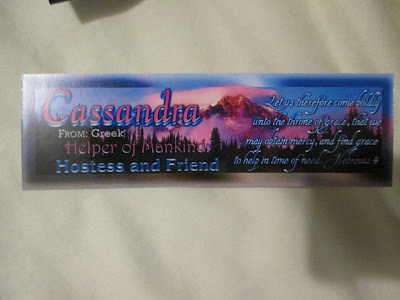 Cassandra
From: Greek
Helper of Mankind
Hostess and Friend
Let us therefore come boldly
unto the throne of grace, that we
may obtain mercy, and find grace
to help in time of need. Hebrews 4